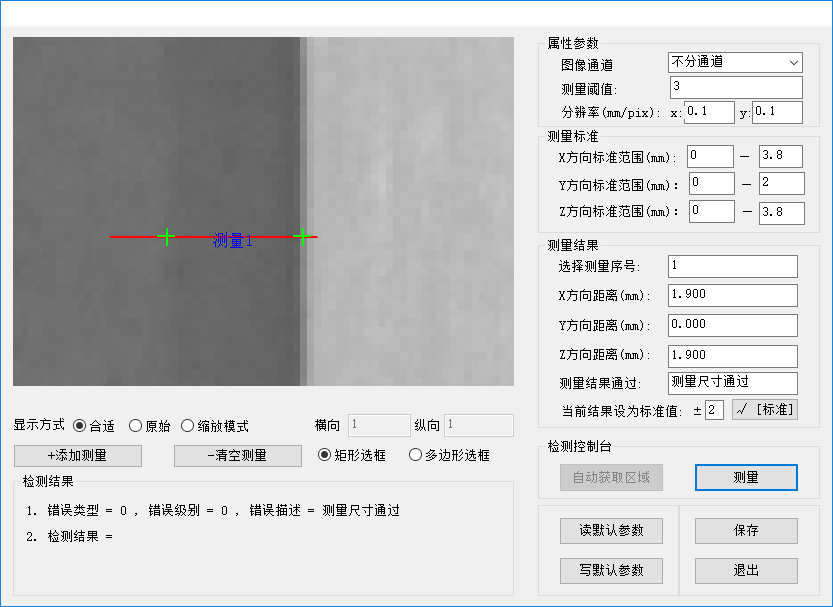 属性参数
图像通道 不分通道
测量阈值: 3
分辨率(mm/pix): x: 0.1 y: 0.1
测量标准
X方向标准范围(mm): 0 — 3.8
Y方向标准范围(mm): 0 — 2
Z方向标准范围(mm): 0 — 3.8
测量1
测量结果
选择测量序号: 1
X方向距离(mm): 1.900
Y方向距离(mm): 0.000
Z方向距离(mm): 1.900
测量结果通过: 测量尺寸通过
当前结果设为标准值: ±2 √ [标准]
显示方式 合适 原始 缩放模式 横向 1 纵向 1
+添加测量 -清空测量 矩形选框 多边形选框
检测结果
1. 错误类型 = 0 , 错误级别 = 0 , 错误描述 = 测量尺寸通过
2. 检测结果 =
检测控制台
自动获取区域 测量
读默认参数 保存
写默认参数 退出